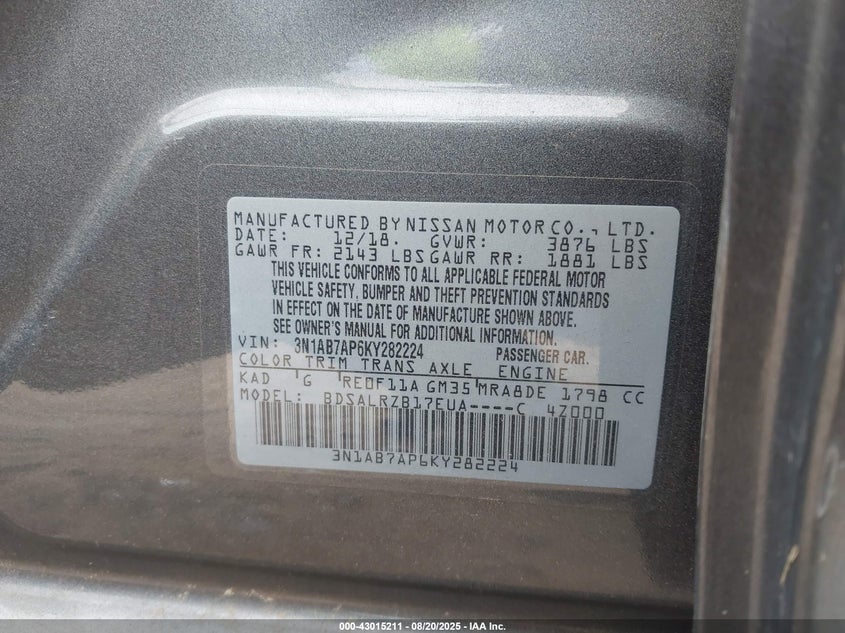 MANUFACTURED BY NISSAN MOTOR CO., LTD.
DATE: 12/18. GVWR: 3876 LBS
GAWR FR: 2143 LBS GAWR RR: 1881 LBS
THIS VEHICLE CONFORMS TO ALL APPLICABLE FEDERAL MOTOR
VEHICLE SAFETY, BUMPER AND THEFT PREVENTION STANDARDS
IN EFFECT ON THE DATE OF MANUFACTURE SHOWN ABOVE.
SEE OWNER'S MANUAL FOR ADDITIONAL INFORMATION.
VIN: 3N1AB7AP6KY282224 PASSENGER CAR.
COLOR TRIM TRANS AXLE ENGINE
KAD G RE0F11A GM35 MRA8DE 1798 CC
MODEL: BDSALRZB17EUA----C 4Z000
3N1AB7AP6KY282224
000-43015211 - 08/20/2025 - IAA Inc.